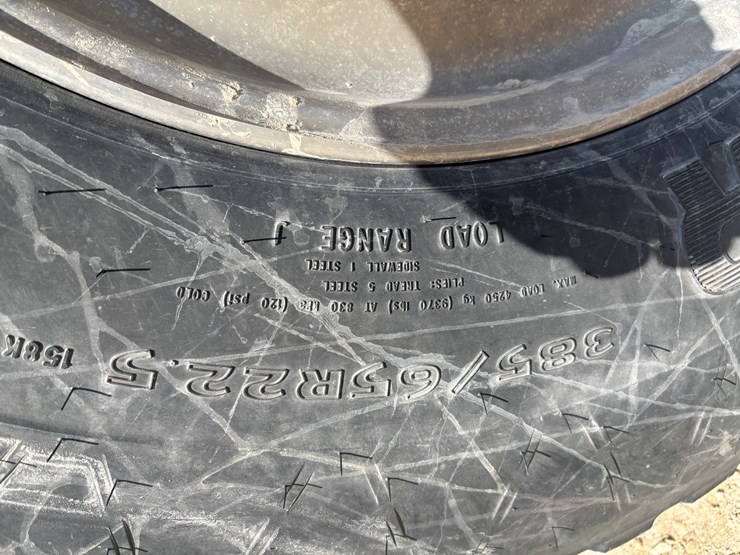 385/65R22.5 158K
MAX. LOAD 4250 kg (9370 lbs) AT 830 KPa (120 psi) COLD
PLIES: TREAD 5 STEEL
SIDEWALL 1 STEEL
LOAD RANGE J